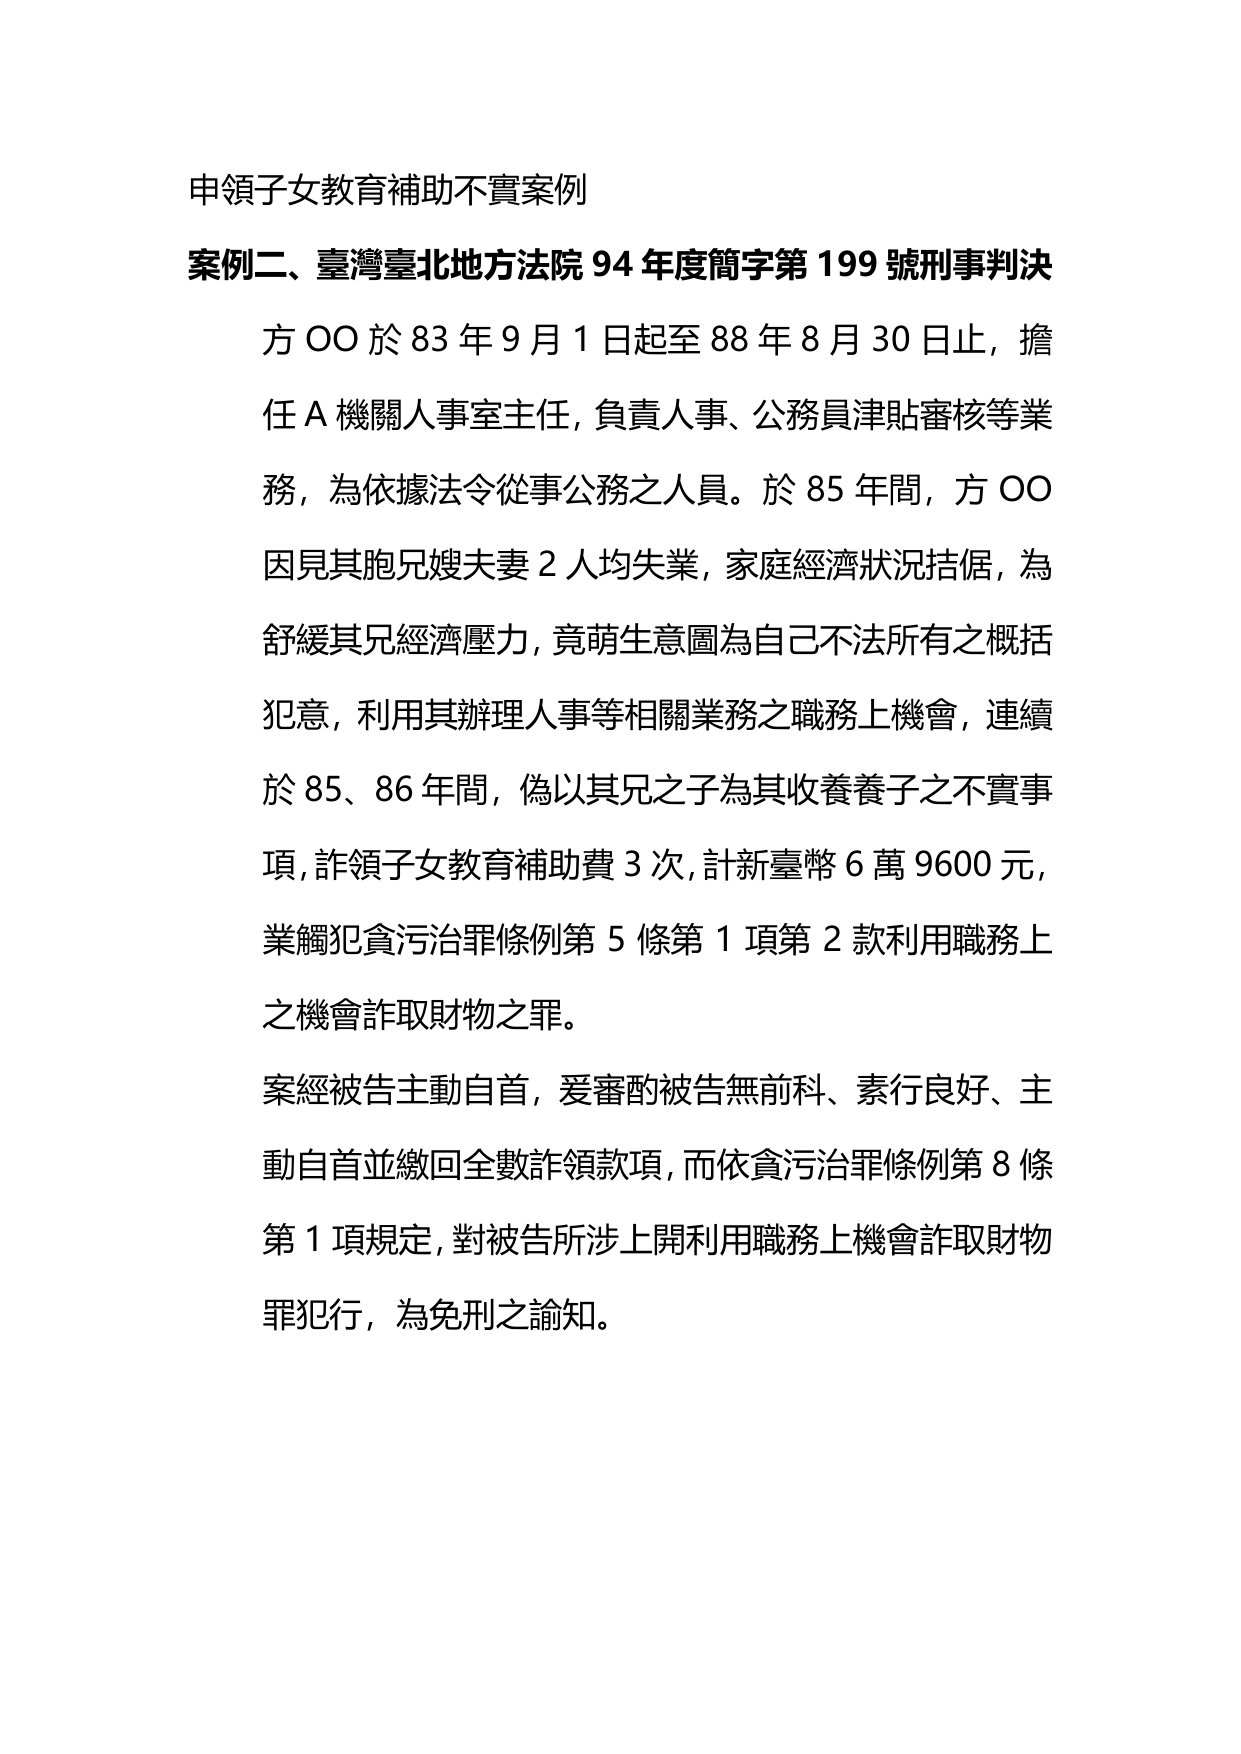 申領子女教育補助不實案例
案例二、臺灣臺北地方法院 94 年度簡字第 199 號刑事判決
方 OO 於 83 年 9 月 1 日起至 88 年 8 月 30 日止，擔
任 A 機關人事室主任，負責人事、公務員津貼審核等業
務，為依據法令從事公務之人員。於 85 年間，方 OO
因見其胞兄嫂夫妻 2 人均失業，家庭經濟狀況拮倨，為
舒緩其兄經濟壓力，竟萌生意圖為自己不法所有之概括
犯意，利用其辦理人事等相關業務之職務上機會，連續
於 85、86 年間，偽以其兄之子為其收養養子之不實事
項，詐領子女教育補助費 3 次，計新臺幣 6 萬 9600 元，
業觸犯貪污治罪條例第 5 條第 1 項第 2 款利用職務上
之機會詐取財物之罪。
案經被告主動自首，爰審酌被告無前科、素行良好、主
動自首並繳回全數詐領款項，而依貪污治罪條例第 8 條
第 1 項規定，對被告所涉上開利用職務上機會詐取財物
罪犯行，為免刑之諭知。